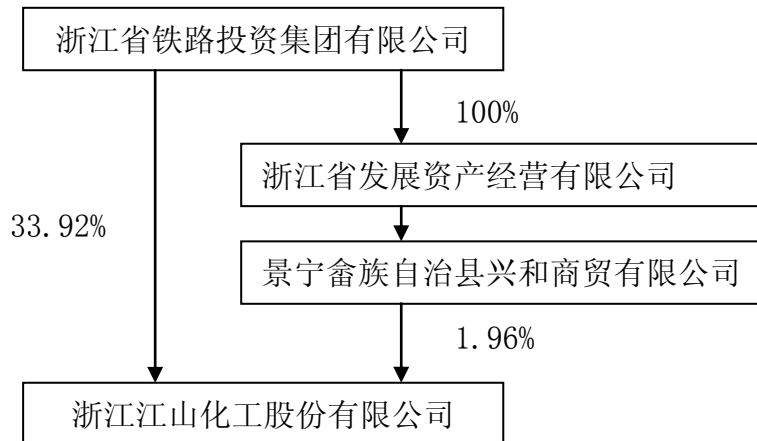 浙江省铁路投资集团有限公司
100%
浙江省发展资产经营有限公司
33.92%
景宁畲族自治县兴和商贸有限公司
1.96%
浙江江山化工股份有限公司